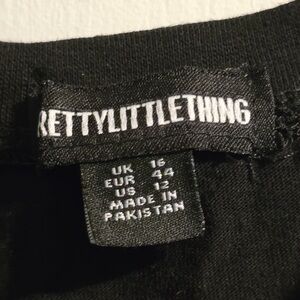 RETTYLITTLETHING
UK 16
EUR 44
US 12
MADE IN
PAKISTAN